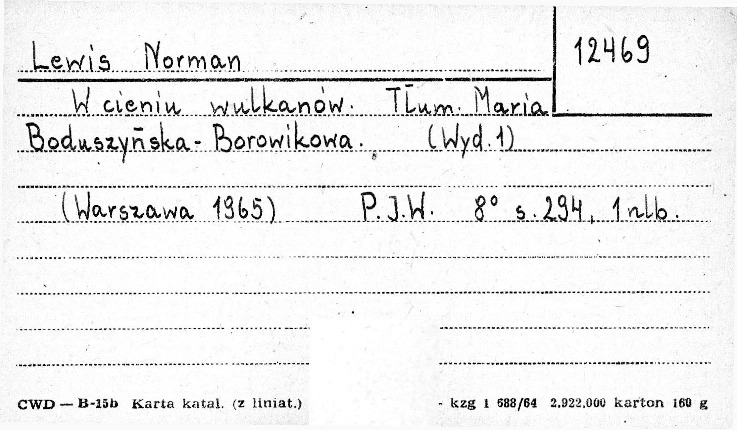 Lewis Norman
12469
W cieniu wulkanów. Tłum. Maria
Boduszyńska-Borowikowa. (Wyd. 1)
(Warszawa 1965) P.J.W. 8° s. 294, 1 nlb.
CWD — B-15b Karta katal. (z liniat.) - kzg 1 688/64 2.922.000 karton 160 g